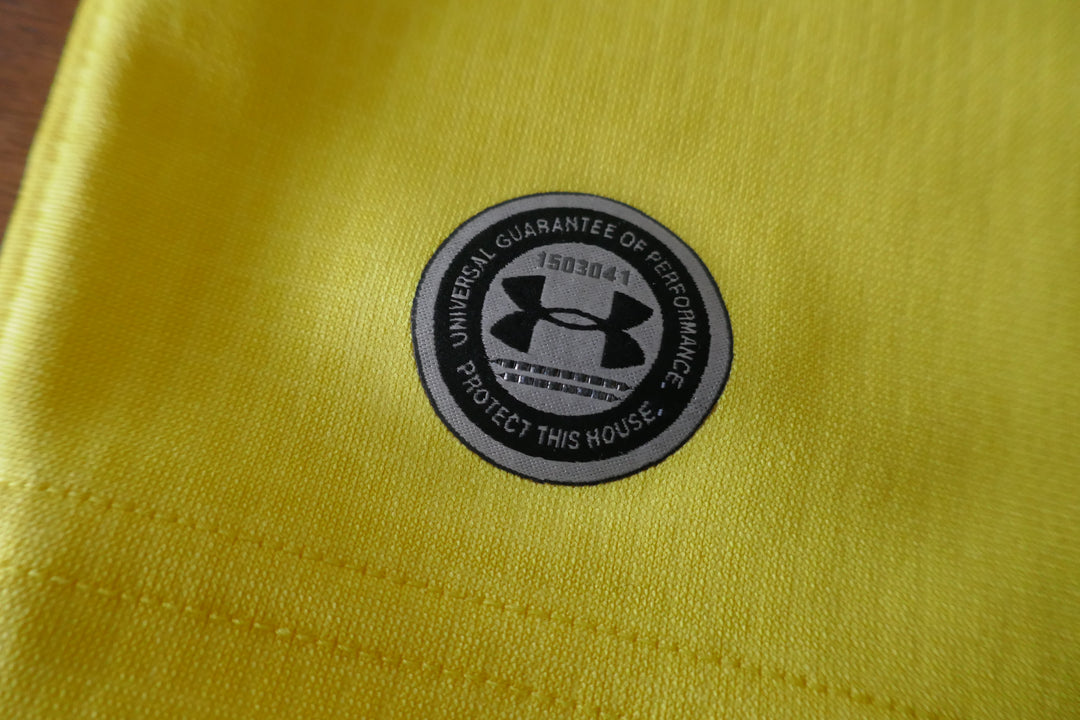 UNIVERSAL GUARANTEE OF PERFORMANCE.
1503041
PROTECT THIS HOUSE.